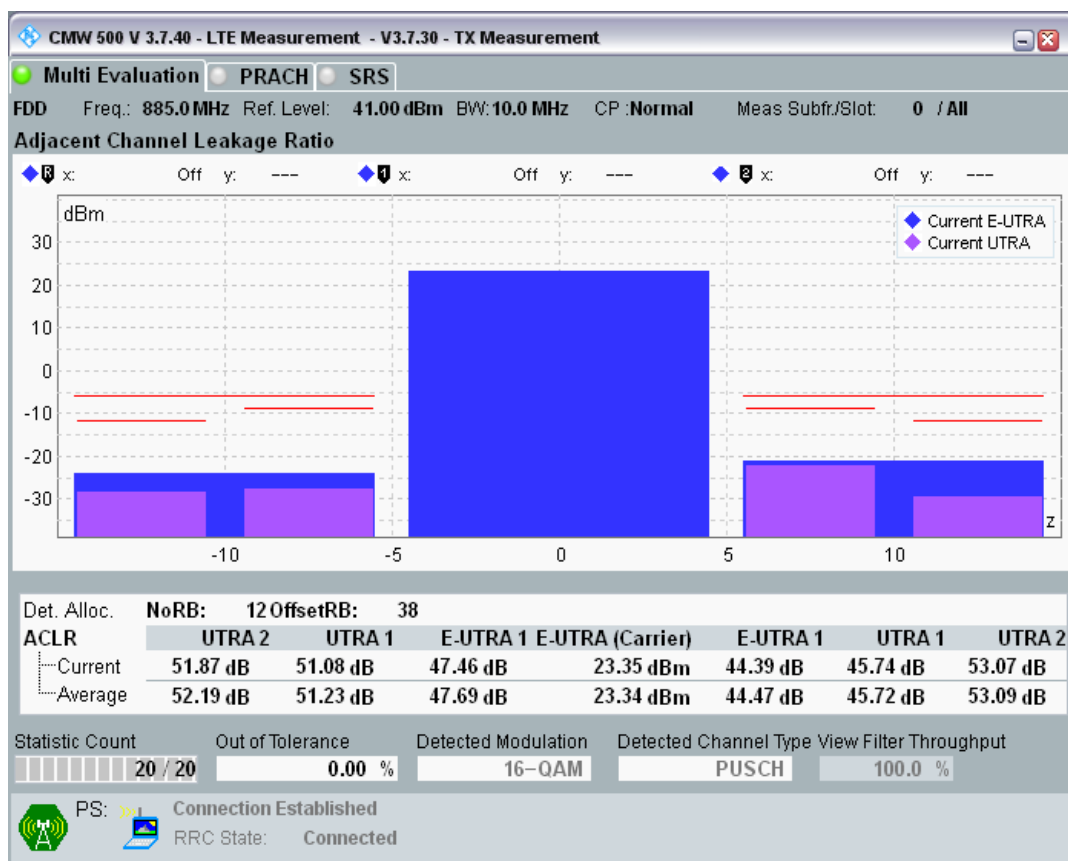 CMW 500 V 3.7.40 - LTE Measurement - V3.7.30 - TX Measurement
Multi Evaluation PRACH SRS
FDD Freq.: 885.0 MHz Ref. Level: 41.00 dBm BW: 10.0 MHz CP : Normal Meas Subfr./Slot: 0 / All
Adjacent Channel Leakage Ratio
R x: Off y: --- 1 x: Off y: --- 2 x: Off y: ---
dBm
Current E-UTRA
Current UTRA
30
20
10
0
-10
-20
-30
z
-10 -5 0 5 10
Det. Alloc. NoRB: 12 OffsetRB: 38
ACLR UTRA 2 UTRA 1 E-UTRA 1 E-UTRA (Carrier) E-UTRA 1 UTRA 1 UTRA 2
Current 51.87 dB 51.08 dB 47.46 dB 23.35 dBm 44.39 dB 45.74 dB 53.07 dB
Average 52.19 dB 51.23 dB 47.69 dB 23.34 dBm 44.47 dB 45.72 dB 53.09 dB
Statistic Count Out of Tolerance Detected Modulation Detected Channel Type View Filter Throughput
20 / 20 0.00 % 16-QAM PUSCH 100.0 %
PS: Connection Established
RRC State: Connected